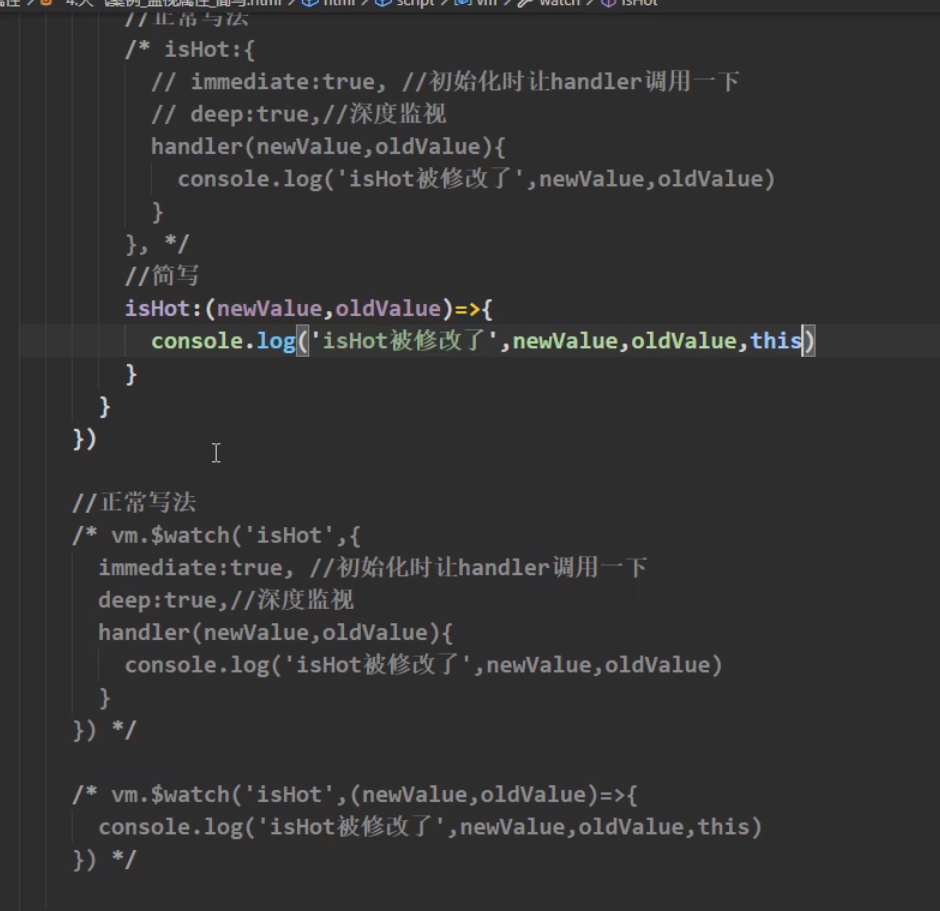 4.天气案例_监视属性_简写.html > html > script > vm > watch > isHot
//正常写法
/* isHot:{
// immediate:true, //初始化时让handler调用一下
// deep:true,//深度监视
handler(newValue,oldValue){
console.log('isHot被修改了',newValue,oldValue)
}
}, */
//简写
isHot:(newValue,oldValue)=>{
console.log('isHot被修改了',newValue,oldValue,this)
}
}
})
//正常写法
/* vm.$watch('isHot',{
immediate:true, //初始化时让handler调用一下
deep:true,//深度监视
handler(newValue,oldValue){
console.log('isHot被修改了',newValue,oldValue)
}
}) */
/* vm.$watch('isHot',(newValue,oldValue)=>{
console.log('isHot被修改了',newValue,oldValue,this)
}) */